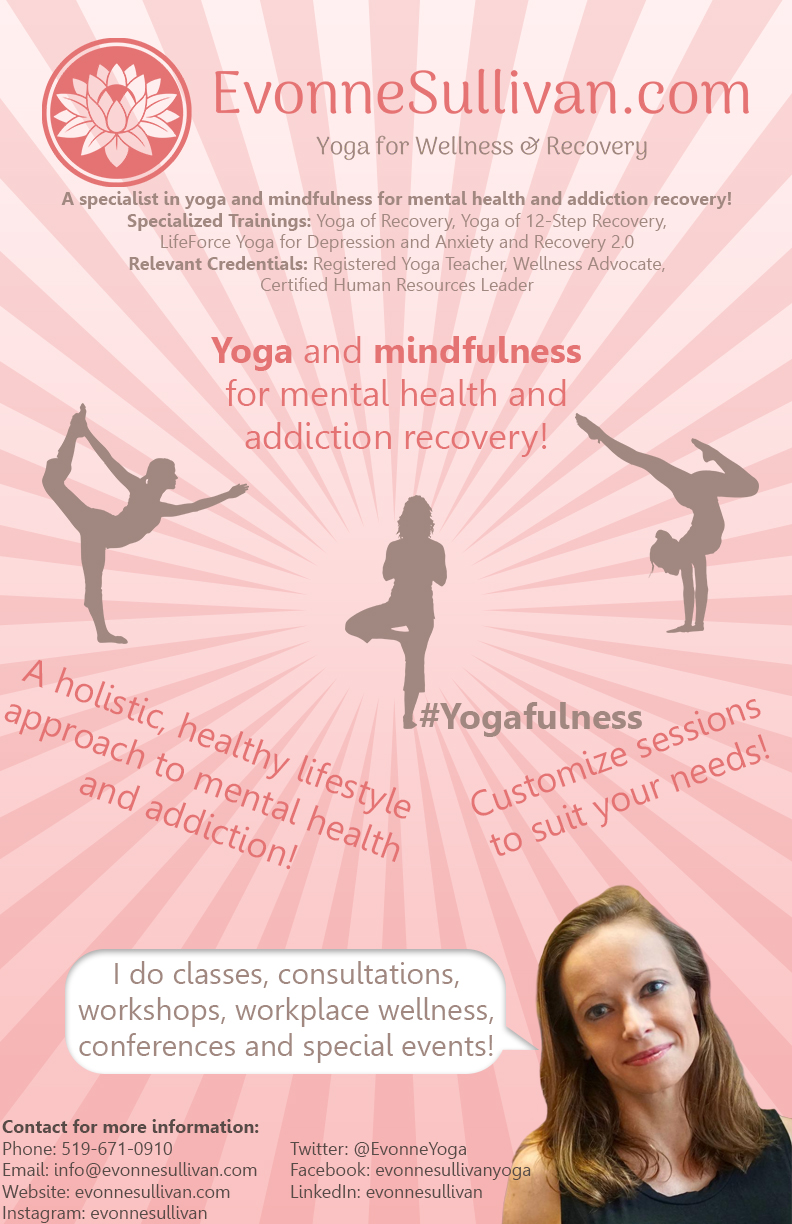 EvonneSullivan.com
Yoga for Wellness & Recovery
A specialist in yoga and mindfulness for mental health and addiction recovery!
Specialized Trainings: Yoga of Recovery, Yoga of 12-Step Recovery,
LifeForce Yoga for Depression and Anxiety and Recovery 2.0
Relevant Credentials: Registered Yoga Teacher, Wellness Advocate,
Certified Human Resources Leader
Yoga and mindfulness
for mental health and
addiction recovery!
#Yogafulness
A holistic, healthy lifestyle
approach to mental health
and addiction!
Customize sessions
to suit your needs!
I do classes, consultations,
workshops, workplace wellness,
conferences and special events!
Contact for more information:
Phone: 519-671-0910
Email: info@evonnesullivan.com
Website: evonnesullivan.com
Instagram: evonnesullivan
Twitter: @EvonneYoga
Facebook: evonnesullivanyoga
LinkedIn: evonnesullivan